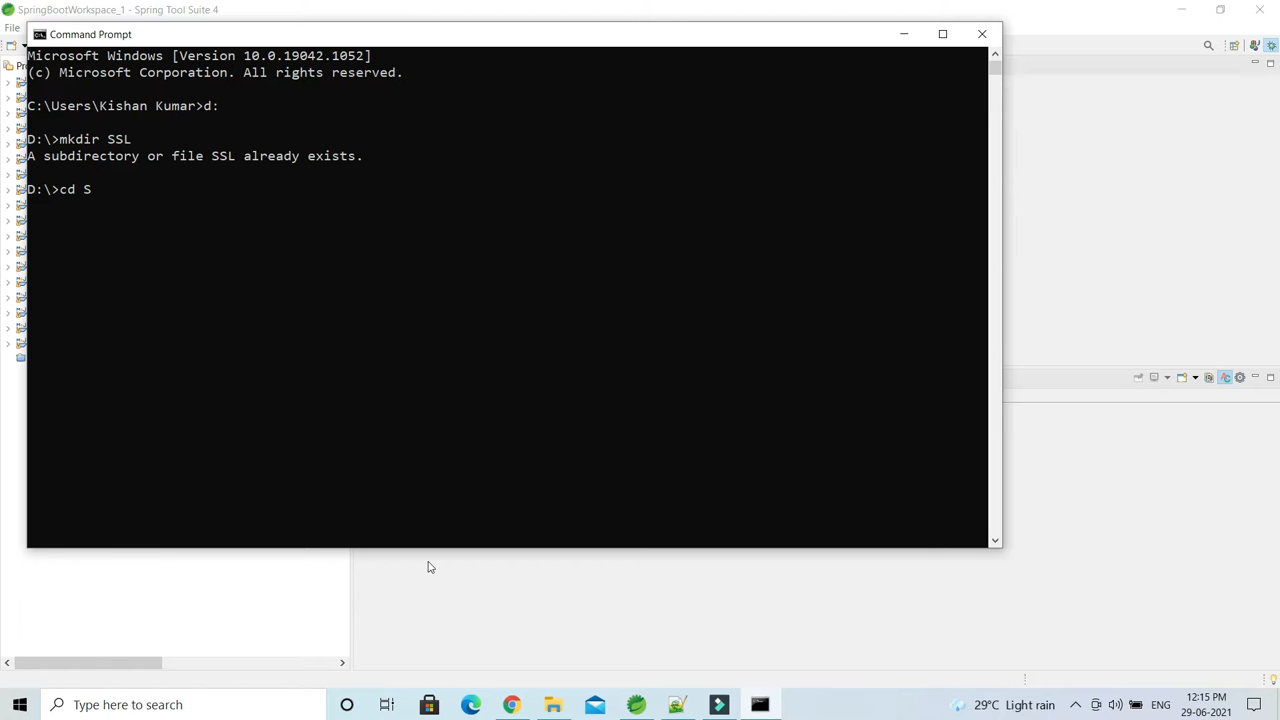 SpringBootWorkspace_1 - Spring Tool Suite 4
File
Command Prompt
Microsoft Windows [Version 10.0.19042.1052]
(c) Microsoft Corporation. All rights reserved.
C:\Users\Kishan Kumar>d:
D:\>mkdir SSL
A subdirectory or file SSL already exists.
D:\>cd S
Type here to search
29°C Light rain
ENG
12:15 PM
29-06-2021